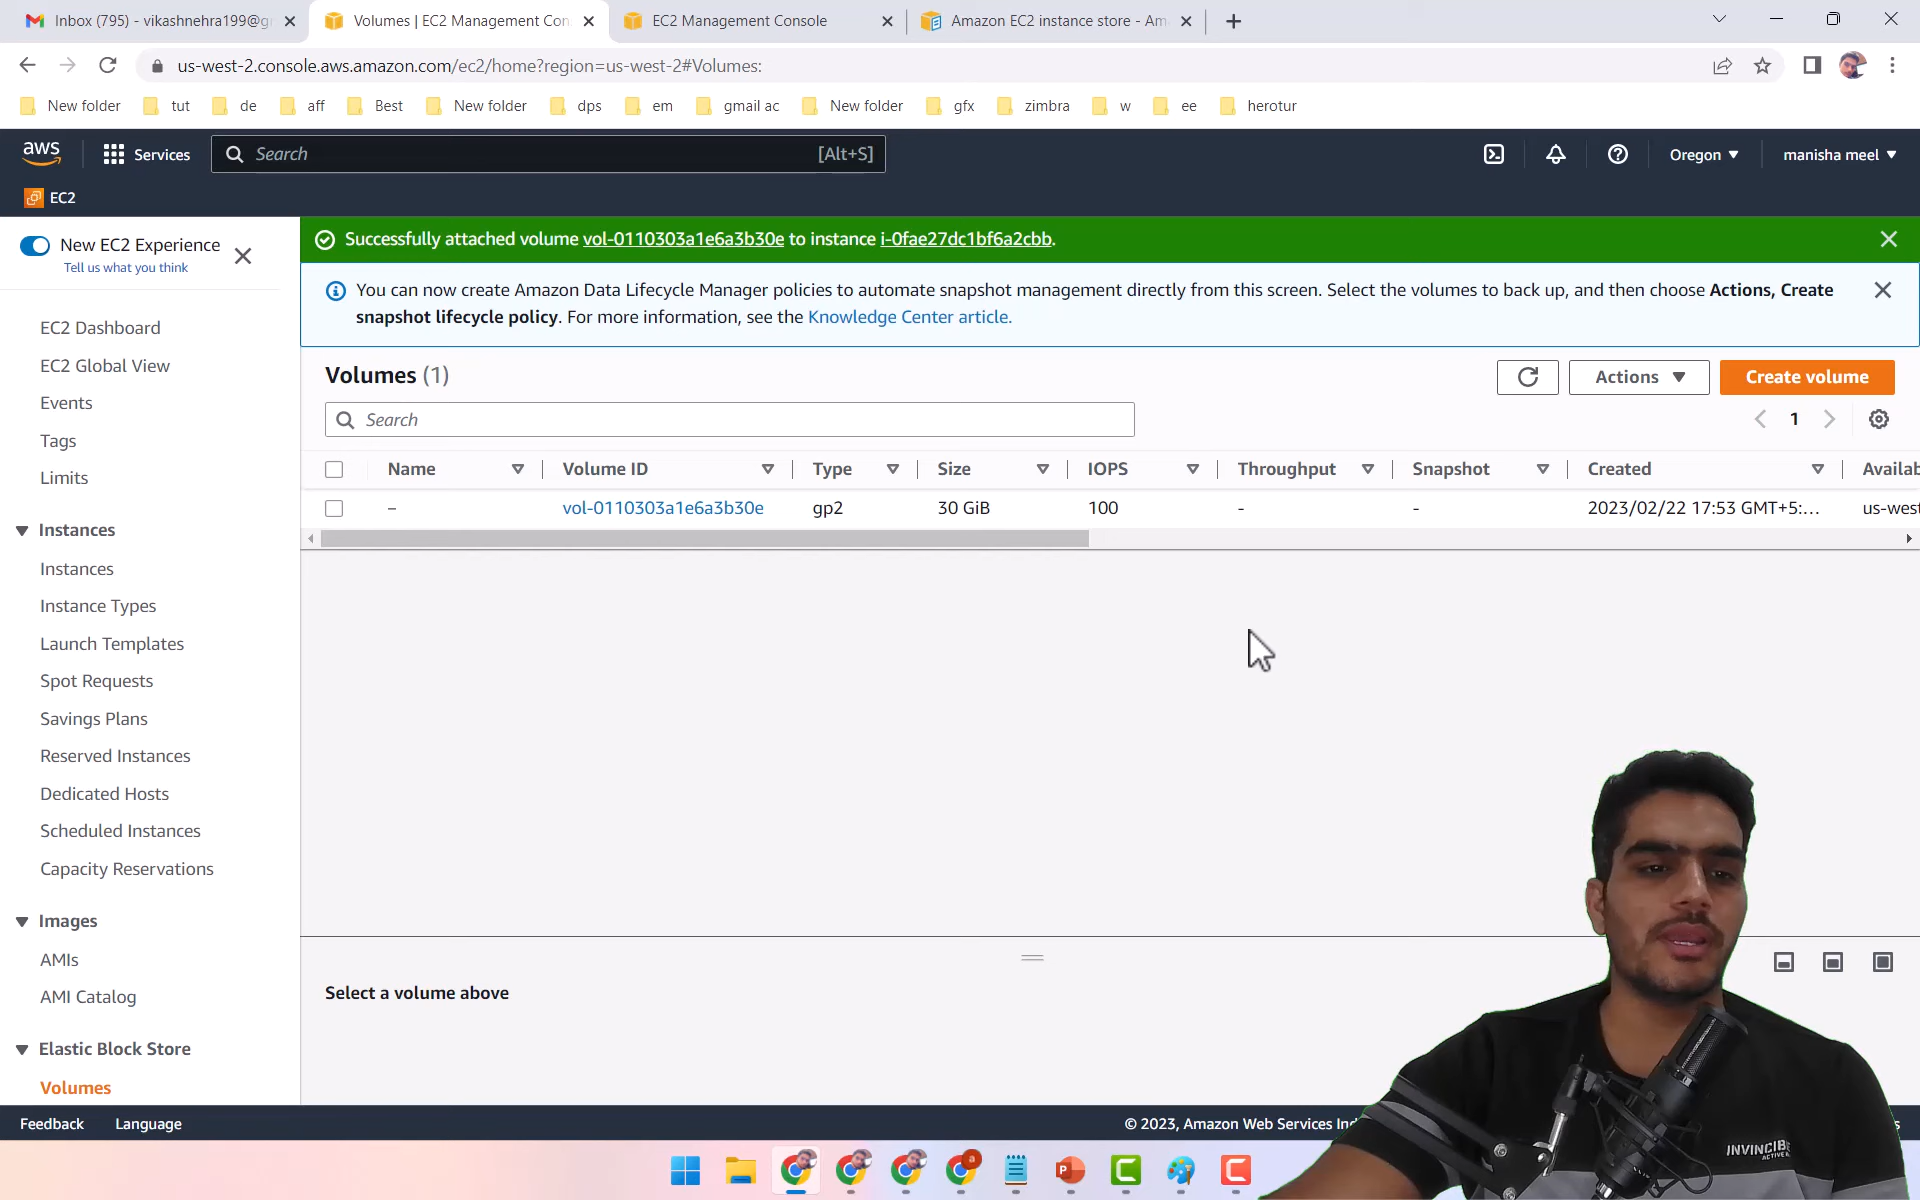 Inbox (795) - vikashnehra199@g
Volumes | EC2 Management Con
EC2 Management Console
Amazon EC2 instance store - Am
us-west-2.console.aws.amazon.com/ec2/home?region=us-west-2#Volumes:
New folder
tut
de
aff
Best
New folder
dps
em
gmail ac
New folder
gfx
zimbra
w
ee
herotur
aws
Services
Search
[Alt+S]
Oregon
manisha meel
EC2
New EC2 Experience
Tell us what you think
EC2 Dashboard
EC2 Global View
Events
Tags
Limits
Instances
Instances
Instance Types
Launch Templates
Spot Requests
Savings Plans
Reserved Instances
Dedicated Hosts
Scheduled Instances
Capacity Reservations
Images
AMIs
AMI Catalog
Elastic Block Store
Volumes
Successfully attached volume vol-0110303a1e6a3b30e to instance i-0fae27dc1bf6a2cbb.
You can now create Amazon Data Lifecycle Manager policies to automate snapshot management directly from this screen. Select the volumes to back up, and then choose Actions, Create
snapshot lifecycle policy. For more information, see the Knowledge Center article.
Volumes (1)
Actions
Create volume
Search
1
Name Volume ID Type Size IOPS Throughput Snapshot Created Availab
– vol-0110303a1e6a3b30e gp2 30 GiB 100 - - 2023/02/22 17:53 GMT+5:... us-west
Select a volume above
Feedback
Language
© 2023, Amazon Web Services Ind
s
INVINCIBLE
ACTIVE